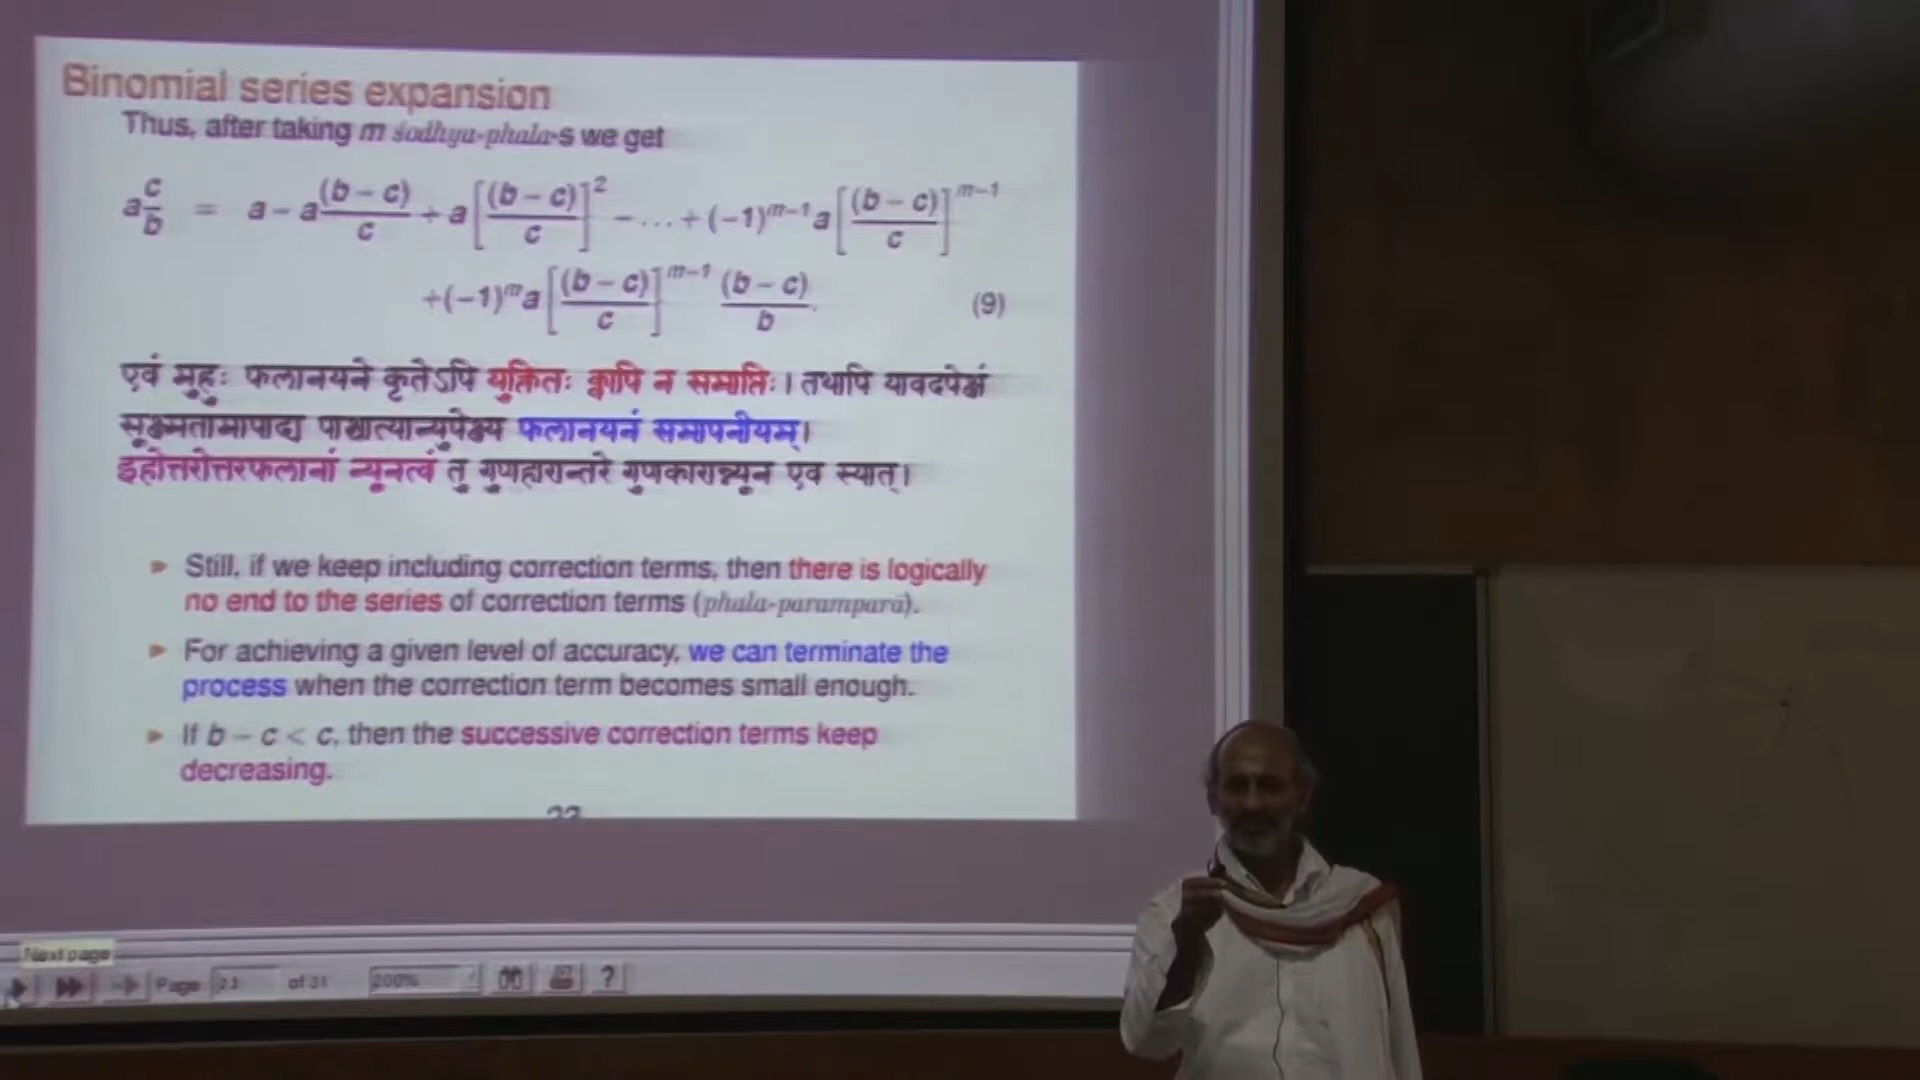 Binomial series expansion
Thus, after taking m śodhya-phala-s we get
a c/b = a − a (b − c)/c + a [(b − c)/c]^2 − … + (−1)^{m−1} a [(b − c)/c]^{m−1}
+(−1)^m a [(b − c)/c]^{m−1} (b − c)/b. (9)
एवं मुहुः फलानयने कृतेऽपि युक्तितः क्वापि न समाप्तिः। तथापि यावदपेक्षं
सूक्ष्मतामापाद्य पाश्चात्यान्युपेक्ष्य फलानयनं समापनीयम्।
इहोत्तरोत्तरफलानां न्यूनत्वं तु गुणहारान्तरे गुणकारान्न्यून एव स्यात्।
Still, if we keep including correction terms, then there is logically
no end to the series of correction terms (phala-paramparā).
For achieving a given level of accuracy, we can terminate the
process when the correction term becomes small enough.
If b − c < c, then the successive correction terms keep
decreasing.
23
Next page
Page 23 of 31 200% ?